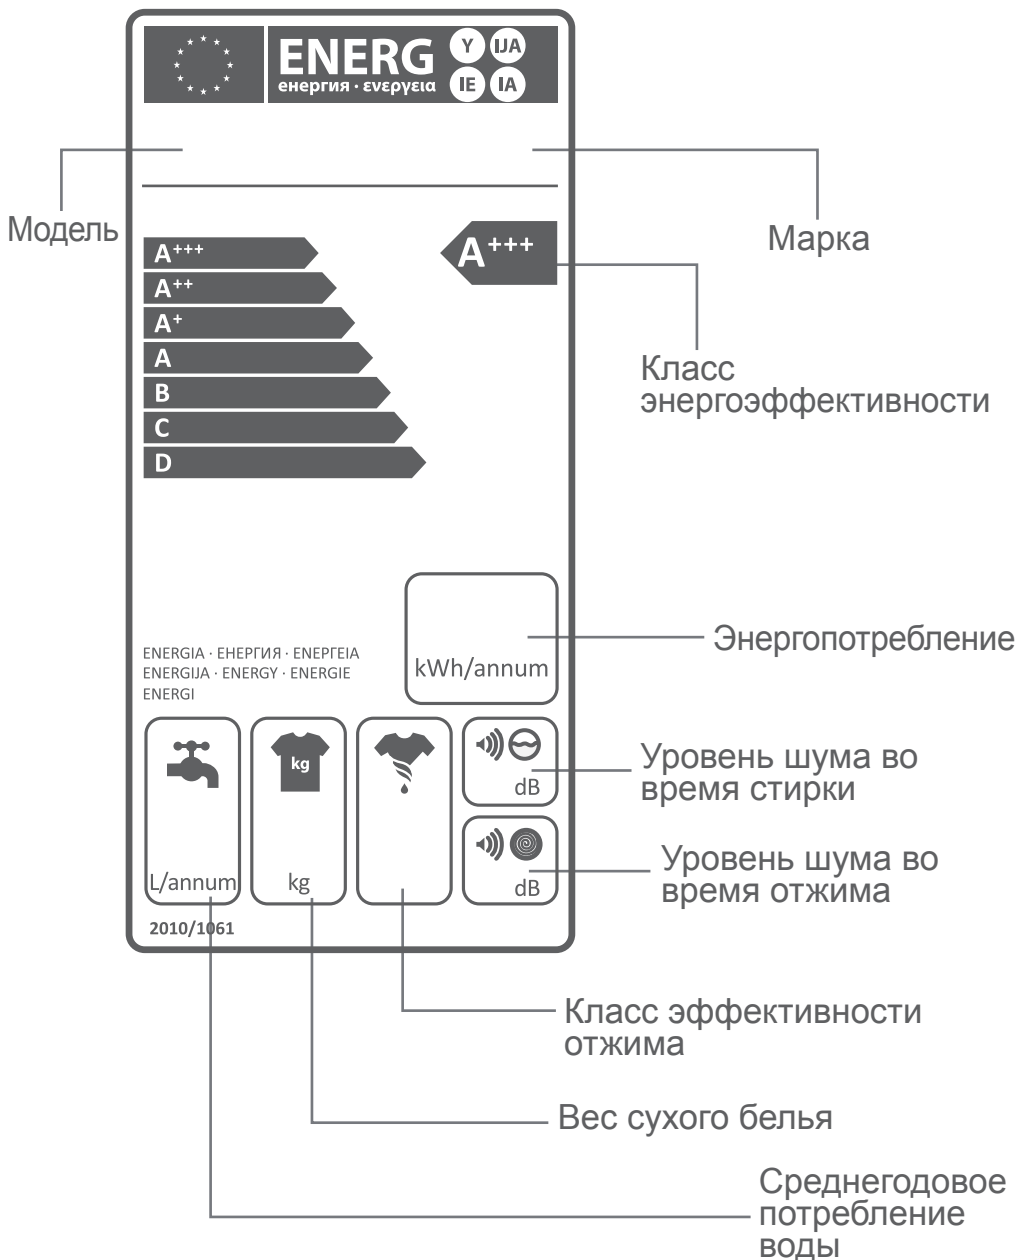 ENERG Y IJA
енергия · ενεργεια IE IA
Модель
Марка
A+++
A+++
A++
A+
A
B
C
D
Класс
энергоэффективности
Энергопотребление
kWh/annum
ENERGIA · ЕНЕРГИЯ · ΕΝΕΡΓΕΙΑ
ENERGIJA · ENERGY · ENERGIE
ENERGI
kg
dB
Уровень шума во
время стирки
L/annum
kg
dB
Уровень шума во
время отжима
2010/1061
Класс эффективности
отжима
Вес сухого белья
Среднегодовое
потребление
воды